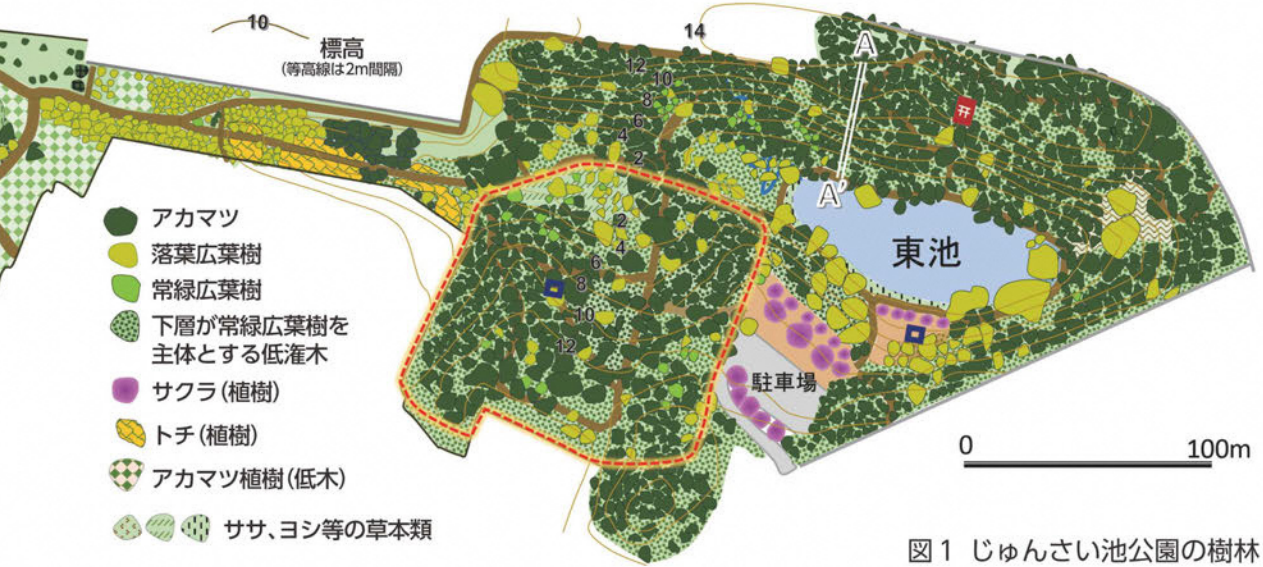 10
標高
(等高線は2m間隔)
14
12
10
8
6
4
2
A
A'
東池
2
4
6
8
10
12
駐車場
アカマツ
落葉広葉樹
常緑広葉樹
下層が常緑広葉樹を
主体とする低潅木
サクラ(植樹)
トチ(植樹)
アカマツ植樹(低木)
ササ、ヨシ等の草本類
0 100m
図1 じゅんさい池公園の樹林